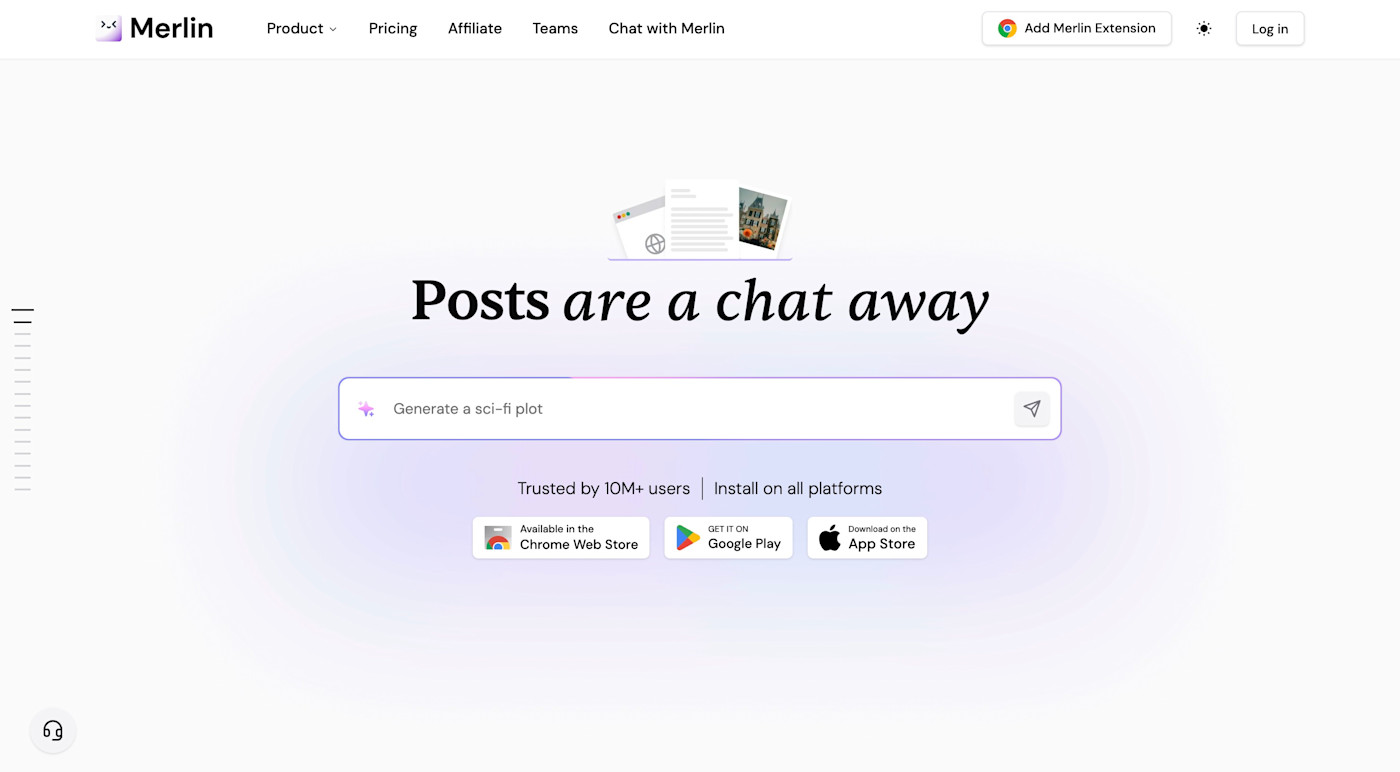 Merlin
Product
Pricing
Affiliate
Teams
Chat with Merlin
Add Merlin Extension
Log in
Posts are a chat away
Generate a sci-fi plot
Trusted by 10M+ users
Install on all platforms
Available in the
Chrome Web Store
GET IT ON
Google Play
Download on the
App Store